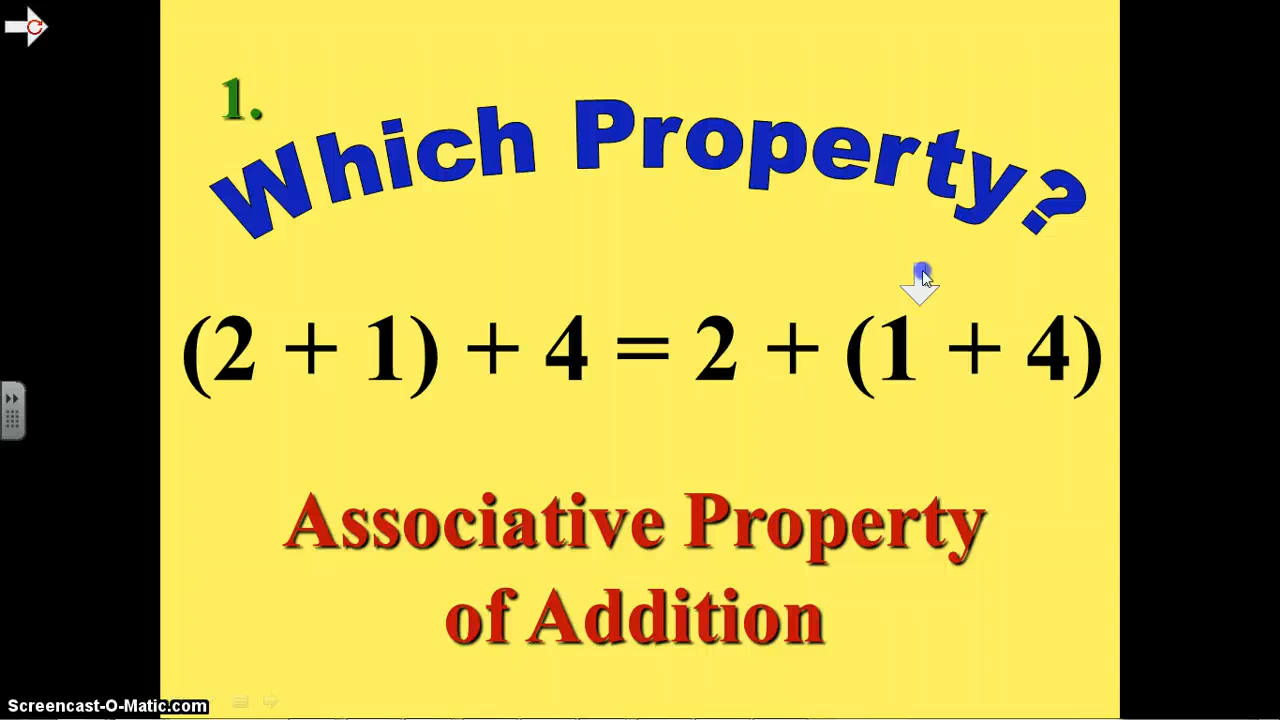 1.
Which Property?
(2 + 1) + 4 = 2 + (1 + 4)
Associative Property
of Addition
Screencast-O-Matic.com